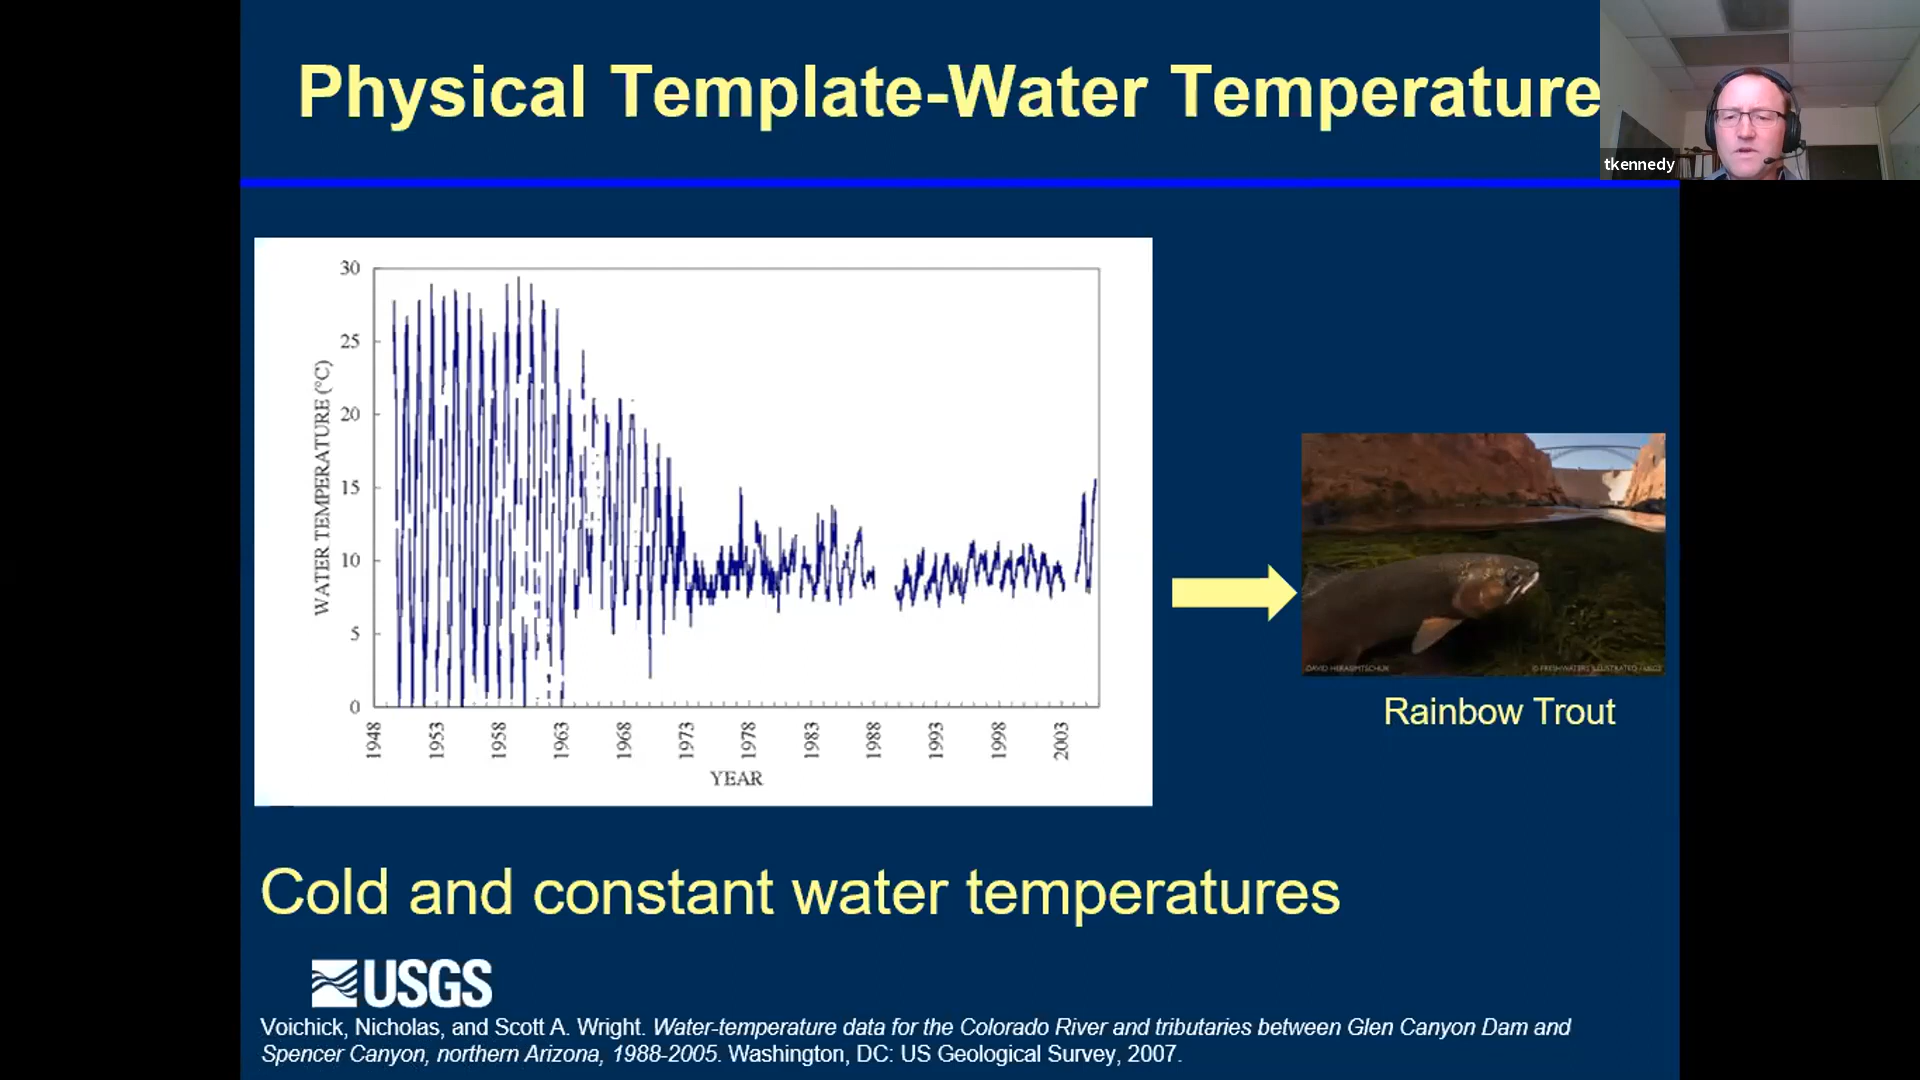 Physical Template-Water Temperature
tkennedy
30
25
20
15
10
5
0
WATER TEMPERATURE (°C)
1948
1953
1958
1963
1968
1973
1978
1983
1988
1993
1998
2003
YEAR
DAVID HERASIMTSCHUK
© FRESHWATERS ILLUSTRATED / USGS
Rainbow Trout
Cold and constant water temperatures
USGS
Voichick, Nicholas, and Scott A. Wright. Water-temperature data for the Colorado River and tributaries between Glen Canyon Dam and
Spencer Canyon, northern Arizona, 1988-2005. Washington, DC: US Geological Survey, 2007.